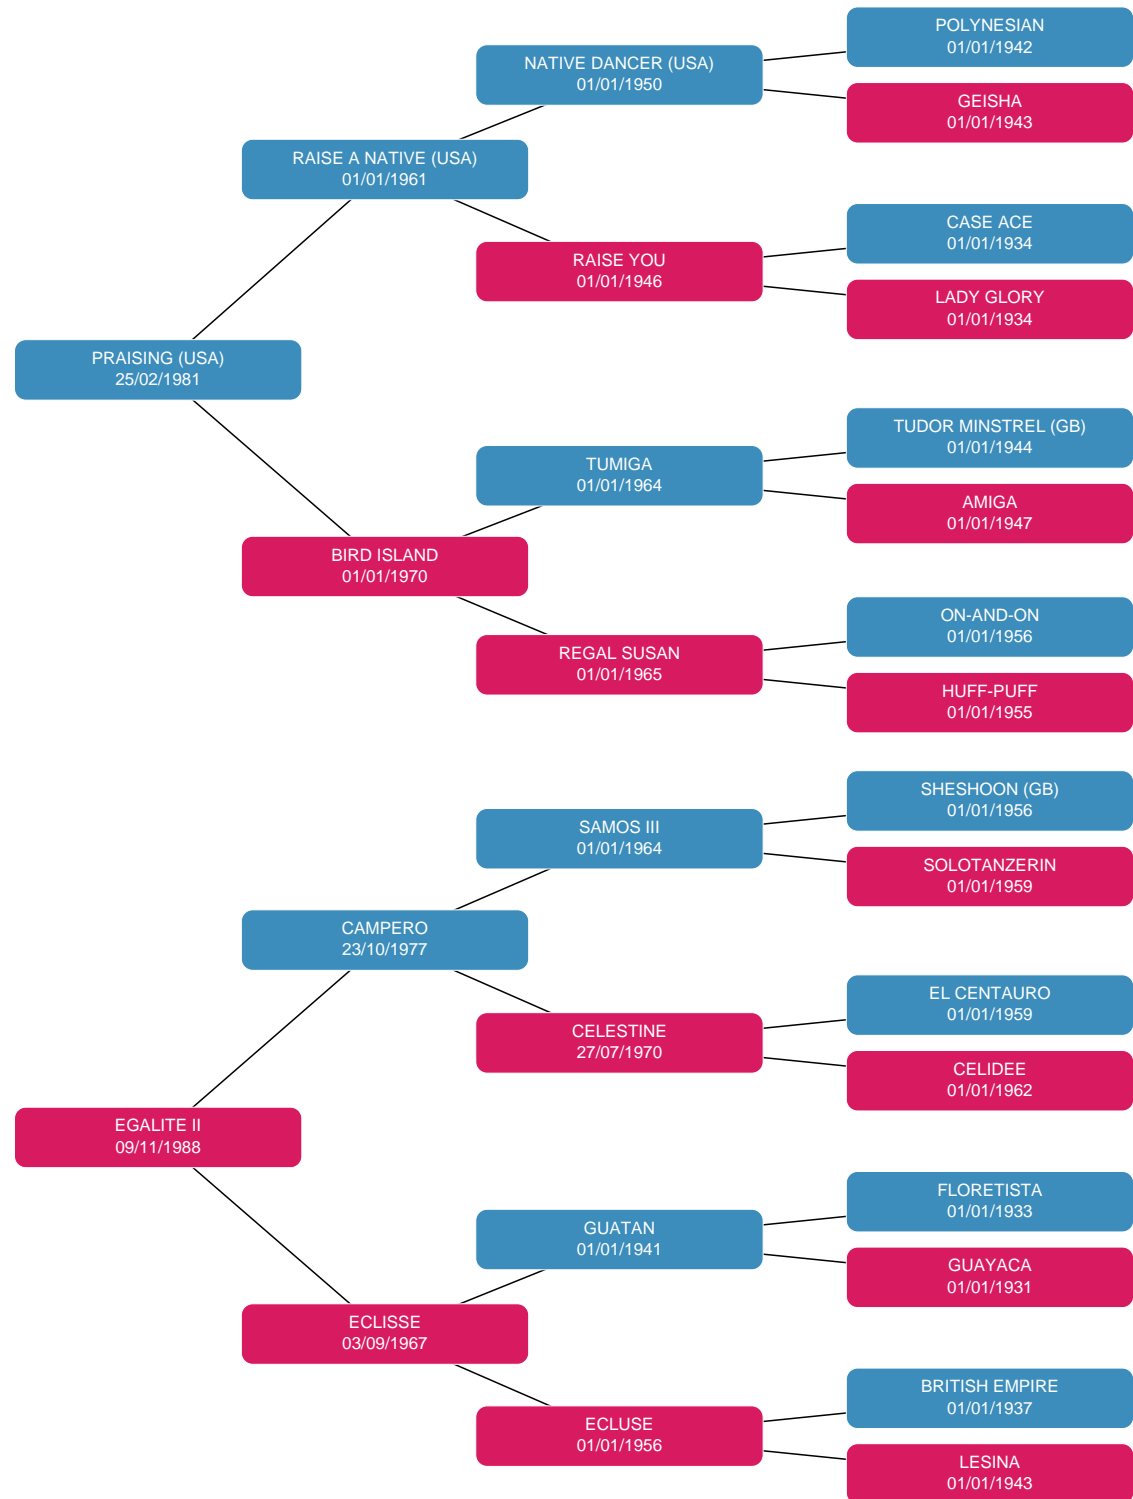 POLYNESIAN
01/01/1942
NATIVE DANCER (USA)
01/01/1950
GEISHA
01/01/1943
RAISE A NATIVE (USA)
01/01/1961
CASE ACE
01/01/1934
RAISE YOU
01/01/1946
LADY GLORY
01/01/1934
PRAISING (USA)
25/02/1981
TUDOR MINSTREL (GB)
01/01/1944
TUMIGA
01/01/1964
AMIGA
01/01/1947
BIRD ISLAND
01/01/1970
ON-AND-ON
01/01/1956
REGAL SUSAN
01/01/1965
HUFF-PUFF
01/01/1955
SHESHOON (GB)
01/01/1956
SAMOS III
01/01/1964
SOLOTANZERIN
01/01/1959
CAMPERO
23/10/1977
EL CENTAURO
01/01/1959
CELESTINE
27/07/1970
CELIDEE
01/01/1962
EGALITE II
09/11/1988
FLORETISTA
01/01/1933
GUATAN
01/01/1941
GUAYACA
01/01/1931
ECLISSE
03/09/1967
BRITISH EMPIRE
01/01/1937
ECLUSE
01/01/1956
LESINA
01/01/1943